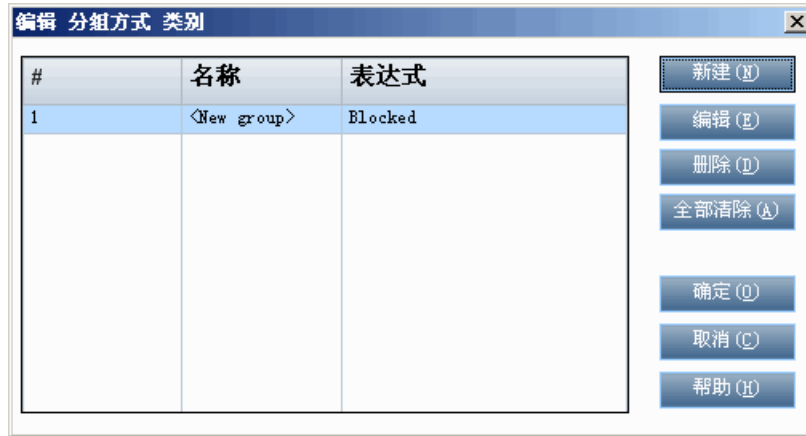 编辑 分组方式 类别
# 名称 表达式
1 <New group> Blocked
新建(N)
编辑(E)
删除(D)
全部清除(A)
确定(O)
取消(C)
帮助(H)